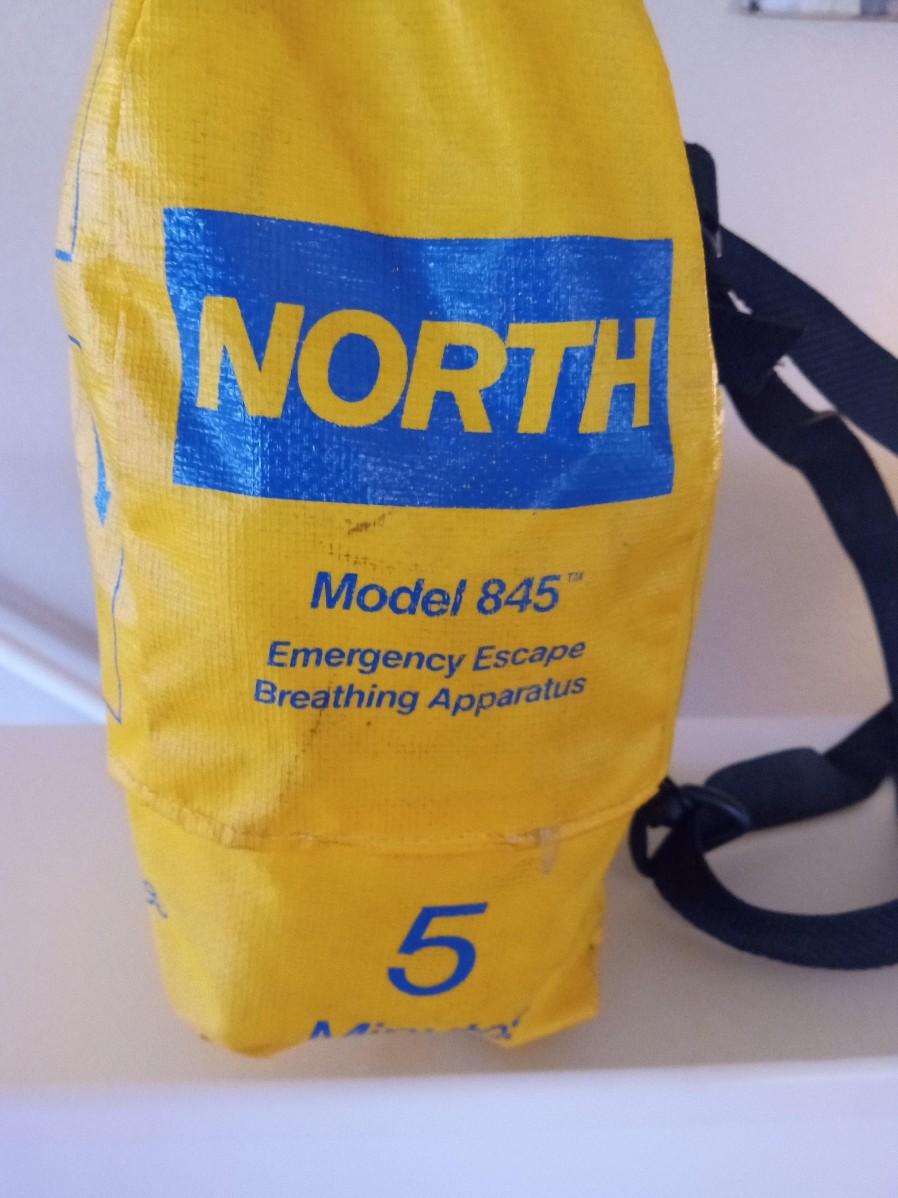 NORTH
Model 845™
Emergency Escape
Breathing Apparatus
5